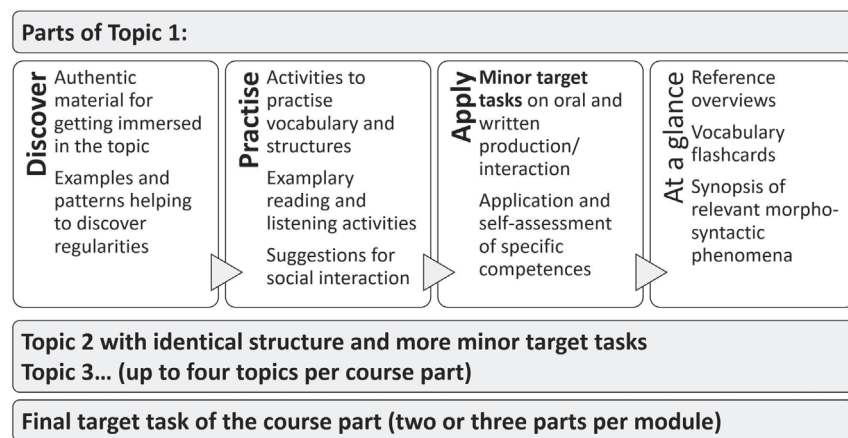 Parts of Topic 1:
Discover
Authentic
material for
getting immersed
in the topic
Examples and
patterns helping
to discover
regularities
Practise
Activities to
practise
vocabulary and
structures
Examplary
reading and
listening activities
Suggestions for
social interaction
Apply
Minor target
tasks on oral and
written
production/
interaction
Application and
self-assessment
of specific
competences
At a glance
Reference
overviews
Vocabulary
flashcards
Synopsis of
relevant morpho-
syntactic
phenomena
Topic 2 with identical structure and more minor target tasks
Topic 3... (up to four topics per course part)
Final target task of the course part (two or three parts per module)